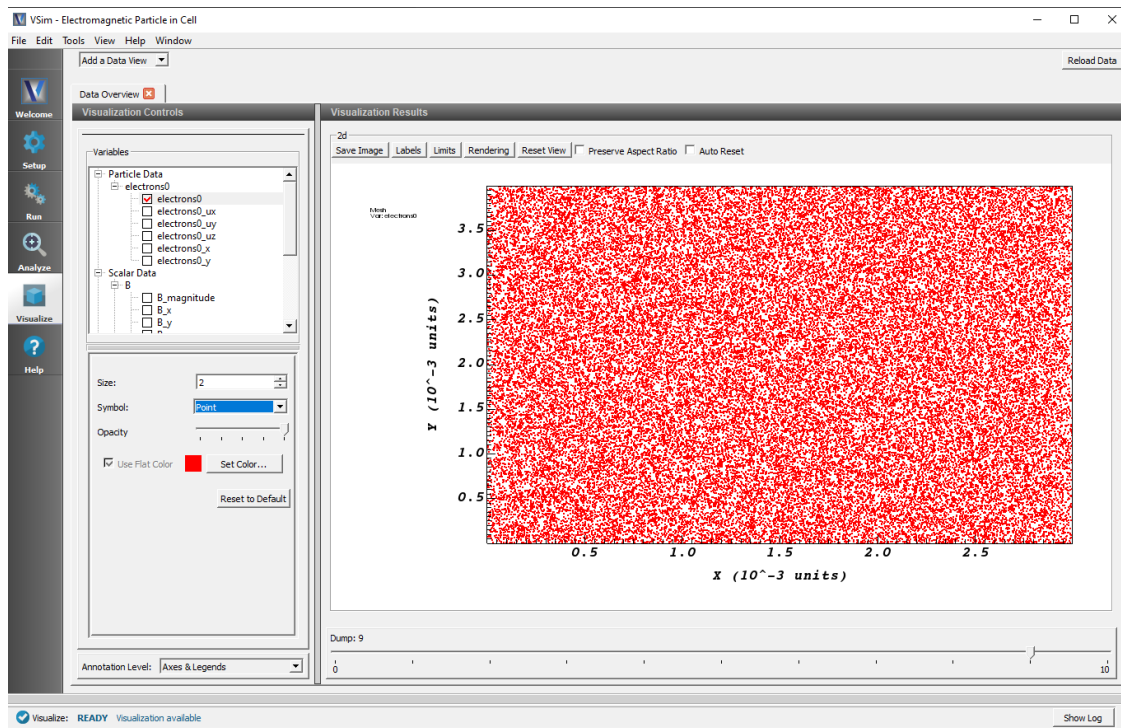 VSim - Electromagnetic Particle in Cell
File Edit Tools View Help Window
Add a Data View
Reload Data
Welcome
Setup
Run
Analyze
Visualize
Help
Data Overview
Visualization Controls
Variables
Particle Data
electrons0
electrons0
electrons0_ux
electrons0_uy
electrons0_uz
electrons0_x
electrons0_y
Scalar Data
B
B_magnitude
B_x
B_y
Size: 2
Symbol: Point
Opacity
Use Flat Color Set Color...
Reset to Default
Annotation Level: Axes & Legends
Visualization Results
2d
Save Image Labels Limits Rendering Reset View Preserve Aspect Ratio Auto Reset
Mesh
Var: electrons0
Y (10^-3 units)
3.5
3.0
2.5
2.0
1.5
1.0
0.5
0.5 1.0 1.5 2.0 2.5
X (10^-3 units)
Dump: 9
0 10
Visualize: READY Visualization available
Show Log